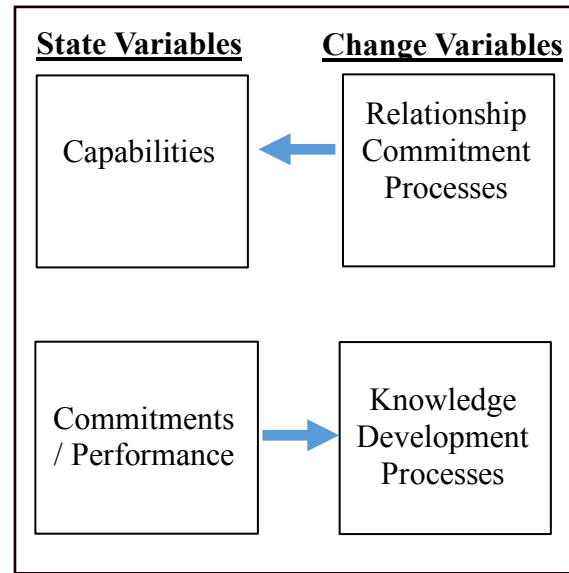 State Variables
Change Variables
Capabilities
Relationship
Commitment
Processes
Commitments
/ Performance
Knowledge
Development
Processes